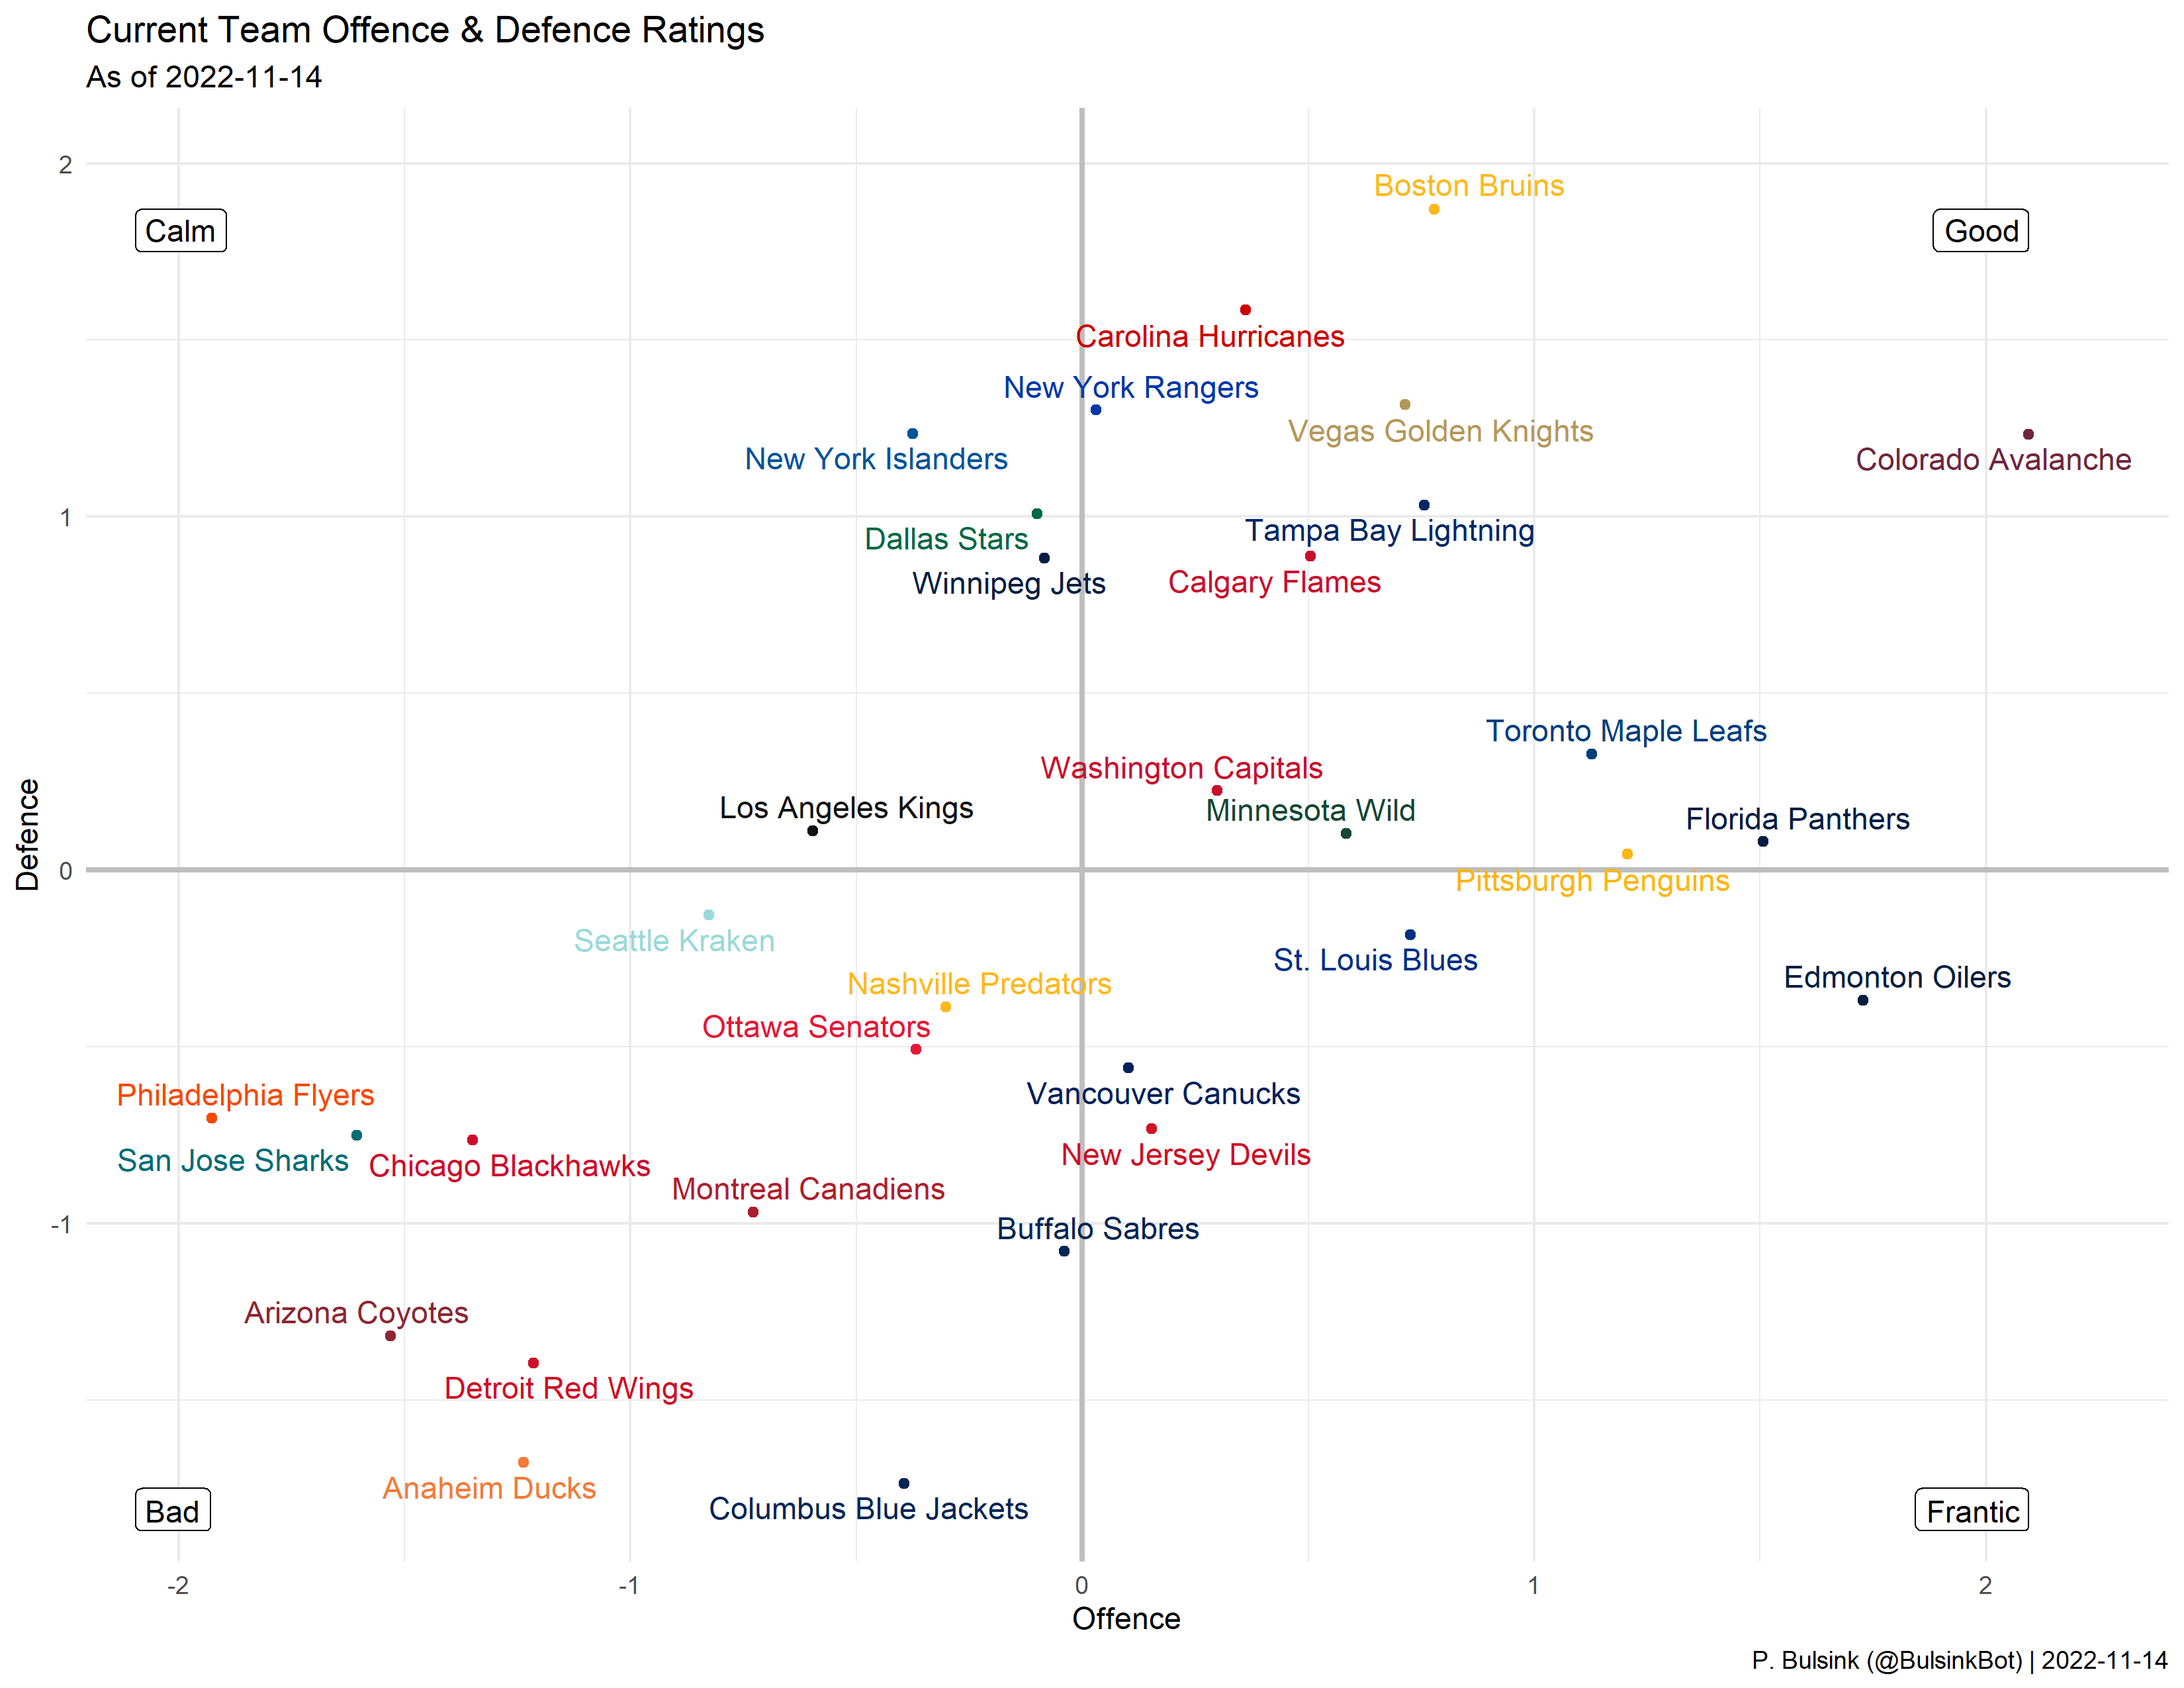 Current Team Offence & Defence Ratings
As of 2022-11-14
2
Boston Bruins
Calm
Good
Carolina Hurricanes
New York Rangers
Vegas Golden Knights
New York Islanders
Colorado Avalanche
1
Tampa Bay Lightning
Dallas Stars
Winnipeg Jets
Calgary Flames
Toronto Maple Leafs
Washington Capitals
Los Angeles Kings
Minnesota Wild
Florida Panthers
Defence
0
Pittsburgh Penguins
Seattle Kraken
St. Louis Blues
Nashville Predators
Edmonton Oilers
Ottawa Senators
Philadelphia Flyers
Vancouver Canucks
San Jose Sharks
Chicago Blackhawks
New Jersey Devils
Montreal Canadiens
-1
Buffalo Sabres
Arizona Coyotes
Detroit Red Wings
Anaheim Ducks
Columbus Blue Jackets
Bad
Frantic
-2
-1
0
1
2
Offence
P. Bulsink (@BulsinkBot) | 2022-11-14